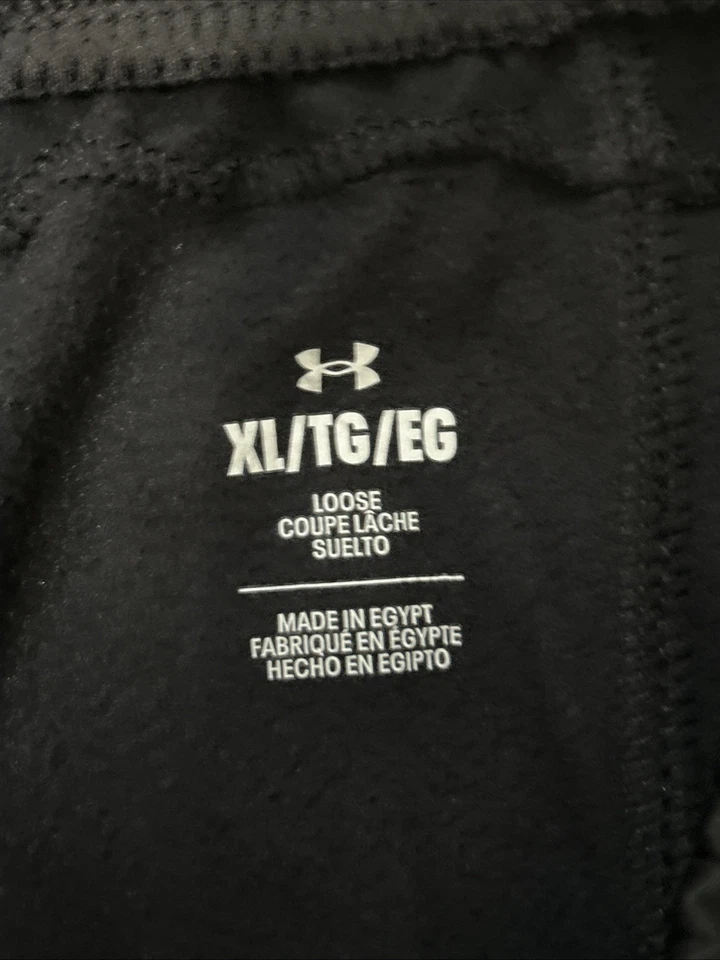 XL/TG/EG
LOOSE
COUPE LÂCHE
SUELTO
MADE IN EGYPT
FABRIQUÉ EN ÉGYPTE
HECHO EN EGIPTO